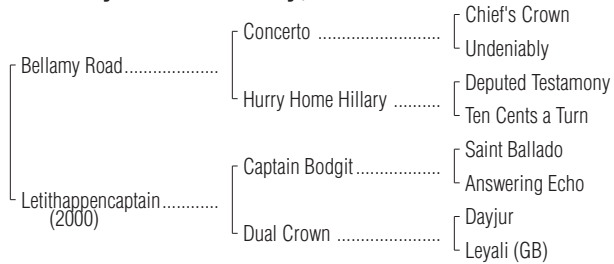 Chief's Crown
Concerto ........................
Undeniably
Bellamy Road....................
Deputed Testamony
Hurry Home Hillary ..........
Ten Cents a Turn
Saint Ballado
Captain Bodgit..................
Answering Echo
Letithappencaptain............
(2000)
Dayjur
Dual Crown .....................
Leyali (GB)